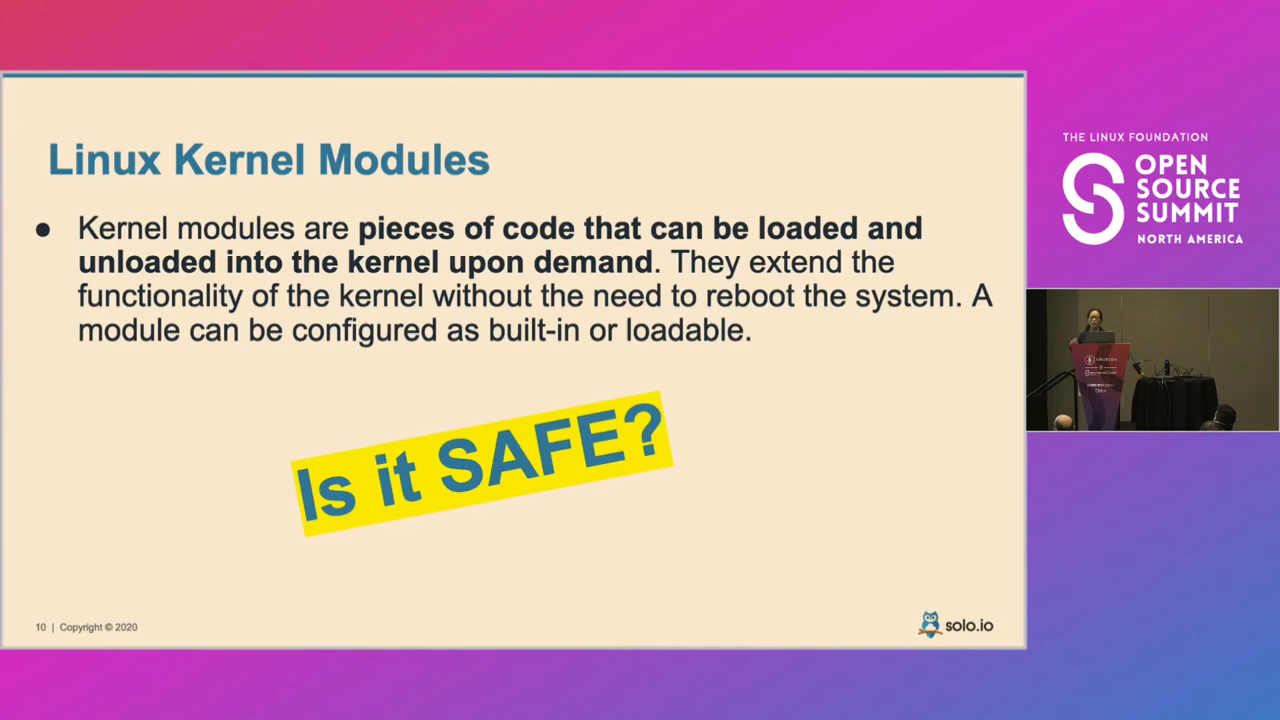 Linux Kernel Modules
● Kernel modules are pieces of code that can be loaded and
unloaded into the kernel upon demand. They extend the
functionality of the kernel without the need to reboot the system. A
module can be configured as built-in or loadable.
Is it SAFE?
10 | Copyright © 2020
solo.io
THE LINUX FOUNDATION
OPEN
SOURCE
SUMMIT
NORTH AMERICA